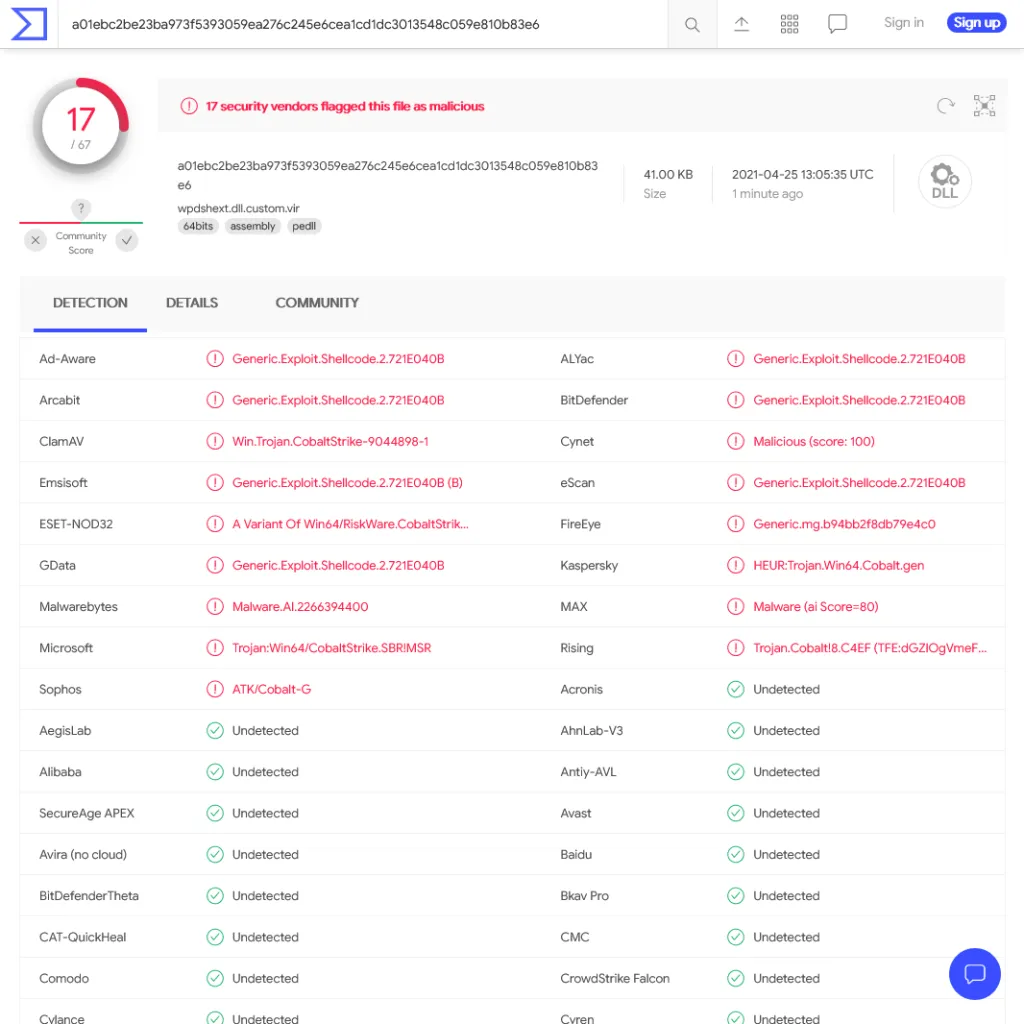 a01ebc2be23ba973f5393059ea276c245e6cea1cd1dc3013548c059e810b83e6
Sign in
Sign up
17
/ 67
17 security vendors flagged this file as malicious
a01ebc2be23ba973f5393059ea276c245e6cea1cd1dc3013548c059e810b83
e6
wpdshext.dll.custom.vir
64bits assembly pedll
41.00 KB
Size
2021-04-25 13:05:35 UTC
1 minute ago
DLL
?
Community
Score
DETECTION DETAILS COMMUNITY
Ad-Aware Generic.Exploit.Shellcode.2.721E040B ALYac Generic.Exploit.Shellcode.2.721E040B
Arcabit Generic.Exploit.Shellcode.2.721E040B BitDefender Generic.Exploit.Shellcode.2.721E040B
ClamAV Win.Trojan.CobaltStrike-9044898-1 Cynet Malicious (score: 100)
Emsisoft Generic.Exploit.Shellcode.2.721E040B (B) eScan Generic.Exploit.Shellcode.2.721E040B
ESET-NOD32 A Variant Of Win64/RiskWare.CobaltStrik... FireEye Generic.mg.b94bb2f8db79e4c0
GData Generic.Exploit.Shellcode.2.721E040B Kaspersky HEUR:Trojan.Win64.Cobalt.gen
Malwarebytes Malware.AI.2266394400 MAX Malware (ai Score=80)
Microsoft Trojan:Win64/CobaltStrike.SBR!MSR Rising Trojan.Cobalt!8.C4EF (TFE:dGZlOgVmeF...
Sophos ATK/Cobalt-G Acronis Undetected
AegisLab Undetected AhnLab-V3 Undetected
Alibaba Undetected Antiy-AVL Undetected
SecureAge APEX Undetected Avast Undetected
Avira (no cloud) Undetected Baidu Undetected
BitDefenderTheta Undetected Bkav Pro Undetected
CAT-QuickHeal Undetected CMC Undetected
Comodo Undetected CrowdStrike Falcon Undetected
Cylance Undetected Cyren Undetected